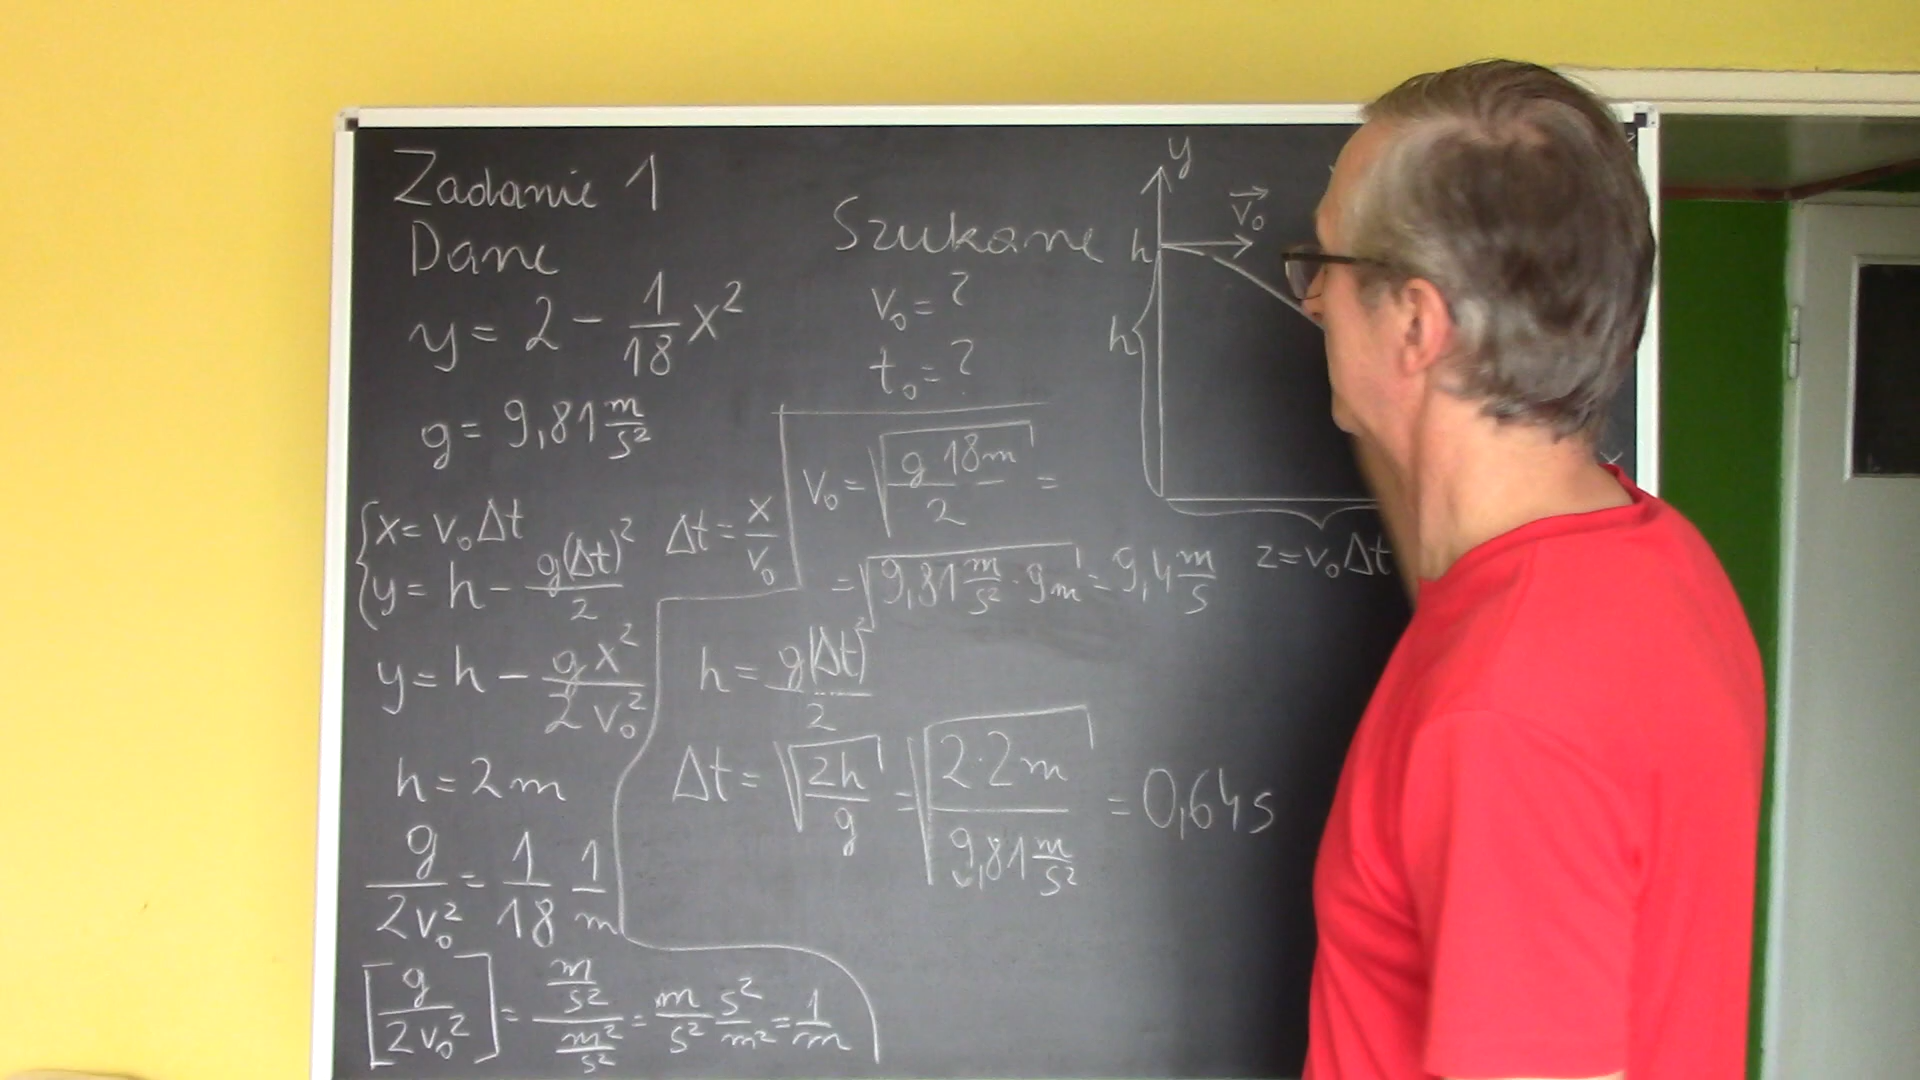 Zadanie 1
Dane
y = 2 - 1/18 x²
g = 9,81 m/s²
x = v₀Δt
y = h - g(Δt)²/2
Δt = x/v₀
y = h - gx²/2v₀²
h = 2m
g/2v₀² = 1/18 1/m
[g/2v₀²] = m/s²/m²/s² = m/s² s²/m² = 1/m
Szukane
v₀ = ?
t₀ = ?
v₀ = √(g 18m/2) =
= √(9,81 m/s² · 9m) = 9,4 m/s
h = g(Δt)²/2
Δt = √(2h/g) = √(2·2m/9,81 m/s²) = 0,64s
y
v₀
h
h
x
z = v₀Δt